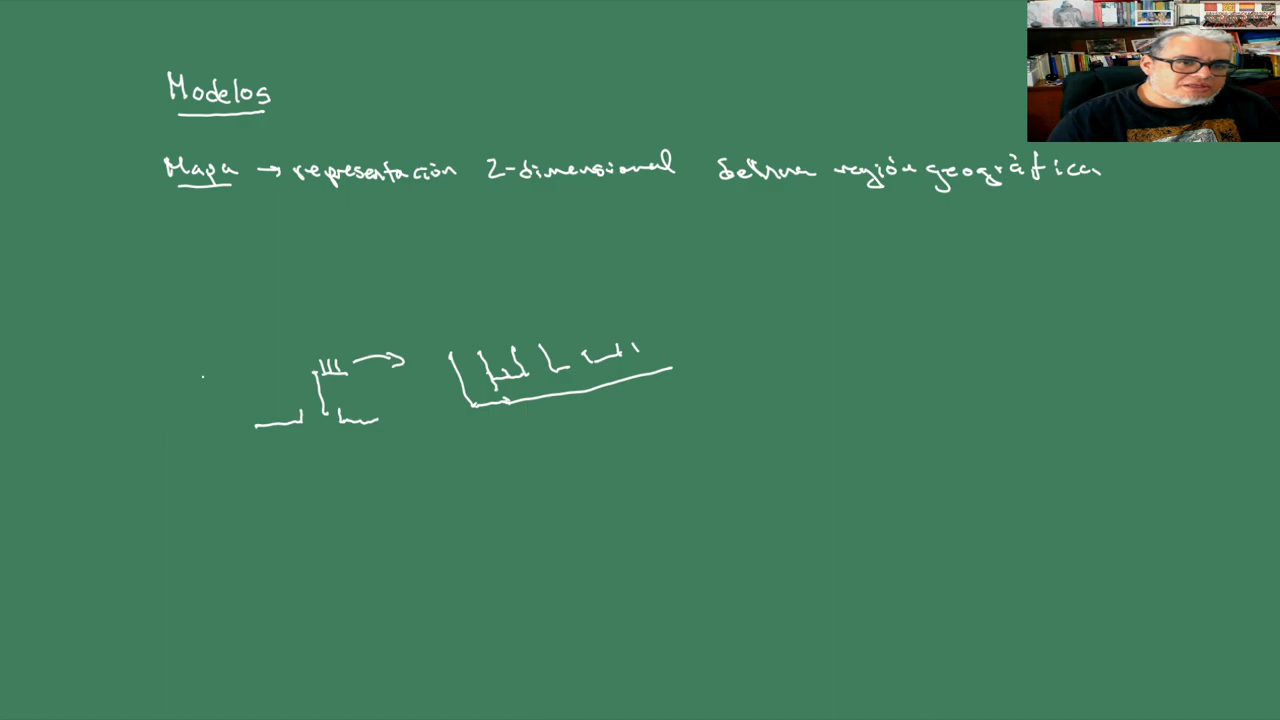 Modelos
Mapa → representación 2-dimensional de una región geográfica